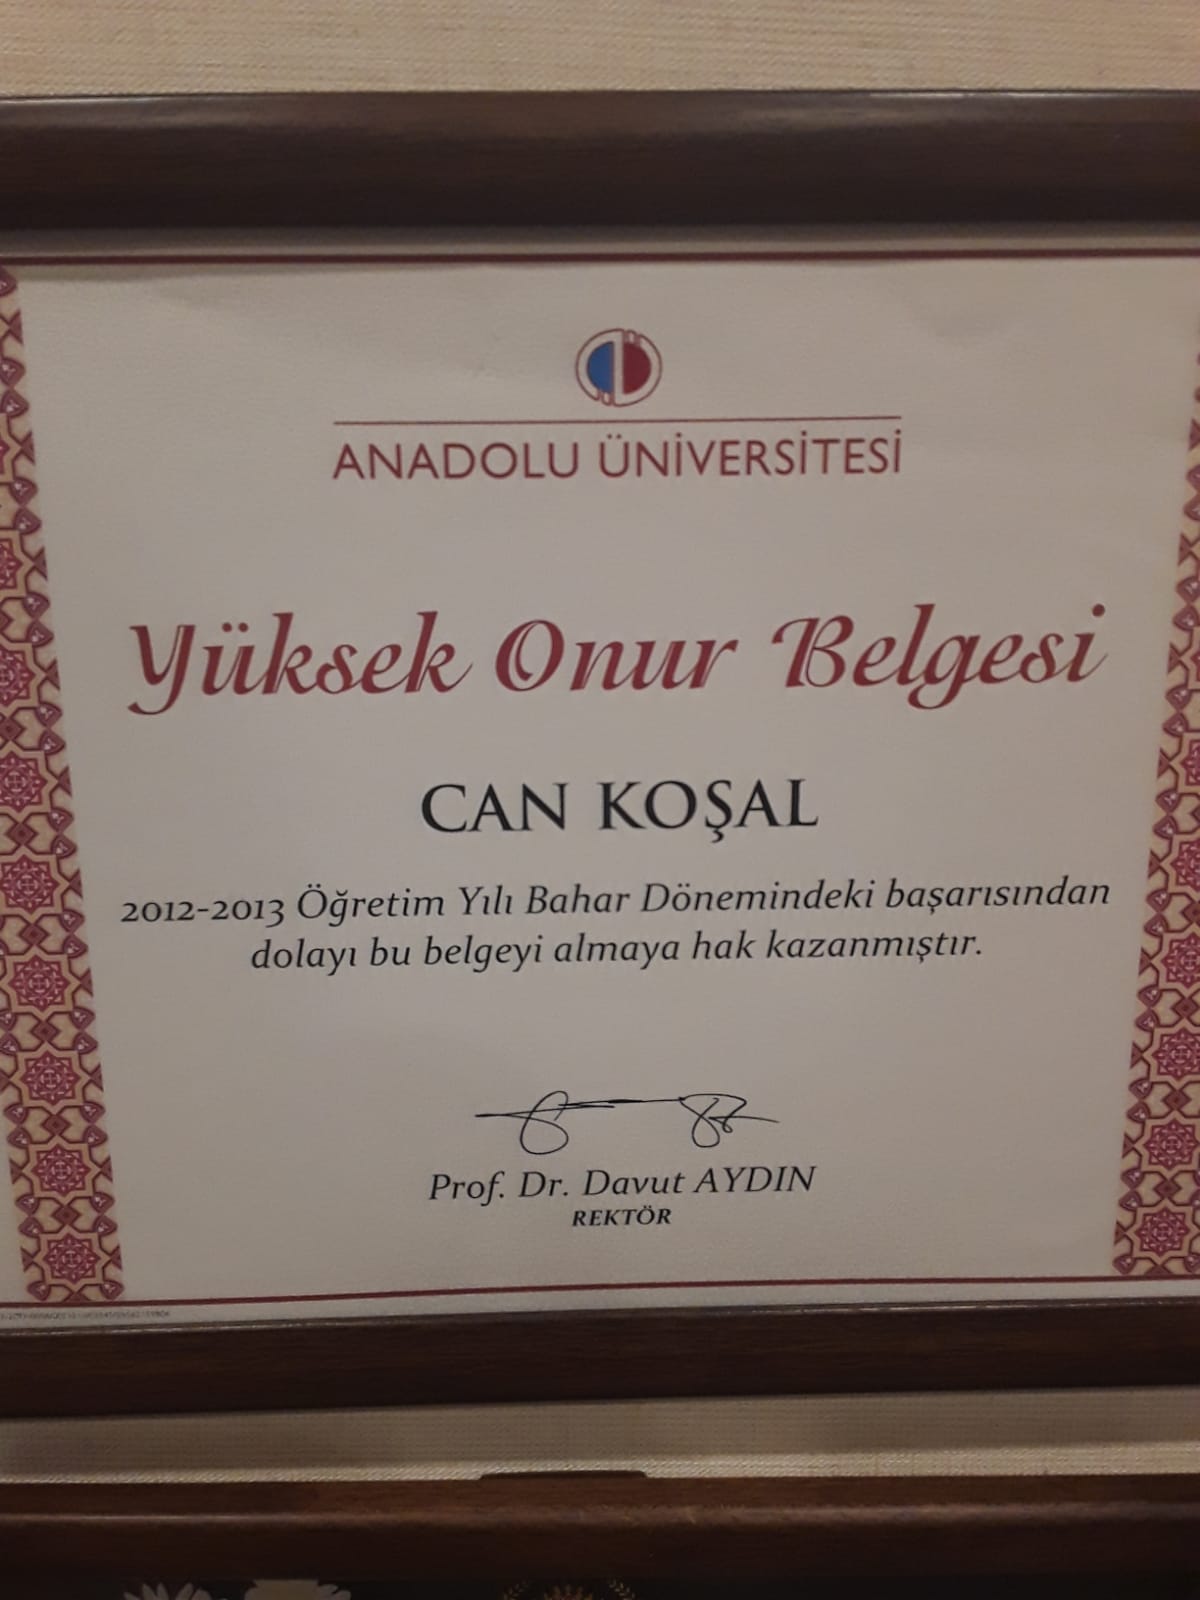 ANADOLU ÜNİVERSİTESİ
Yüksek Onur Belgesi
CAN KOŞAL
2012-2013 Öğretim Yılı Bahar Dönemindeki başarısından
dolayı bu belgeyi almaya hak kazanmıştır.
Prof. Dr. Davut AYDIN
REKTÖR